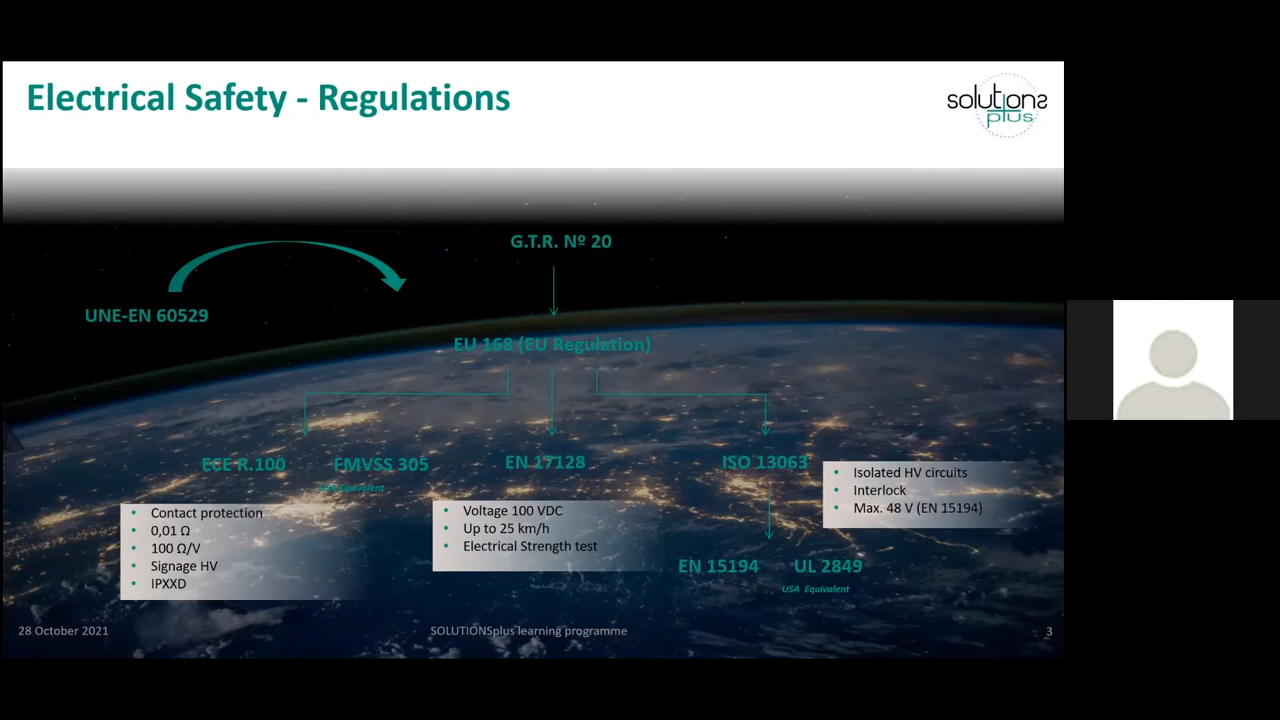 Electrical Safety - Regulations
solutions
plus
G.T.R. Nº 20
UNE-EN 60529
EU 168 (EU Regulation)
ECE R.100
FMVSS 305
EN 17128
ISO 13063
Equivalent
Isolated HV circuits
Interlock
Max. 48 V (EN 15194)
Contact protection
0,01 Ω
100 Ω/V
Signage HV
IPXXD
Voltage 100 VDC
Up to 25 km/h
Electrical Strength test
EN 15194
UL 2849
USA Equivalent
28 October 2021
SOLUTIONSplus learning programme
3